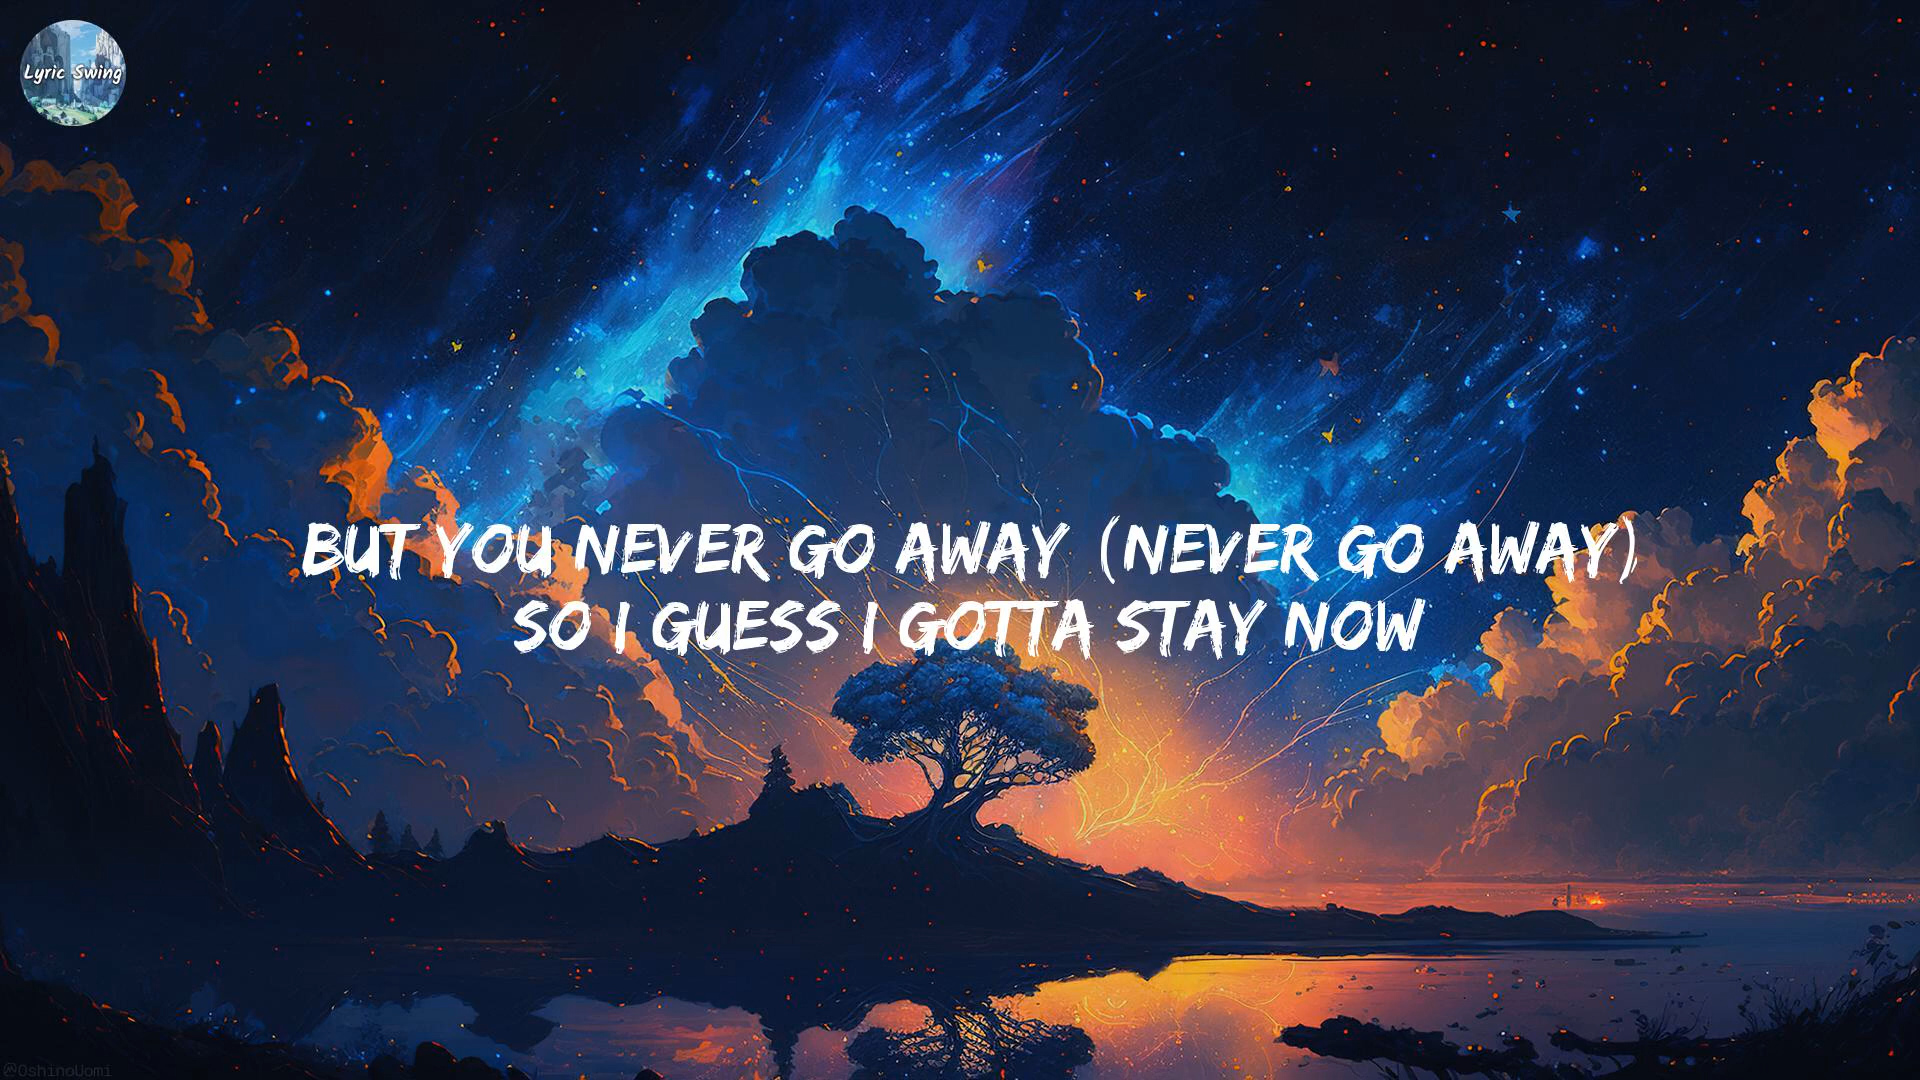 Lyric Swing
BUT YOU NEVER GO AWAY (NEVER GO AWAY)
SO I GUESS I GOTTA STAY NOW
@OshinoUomi